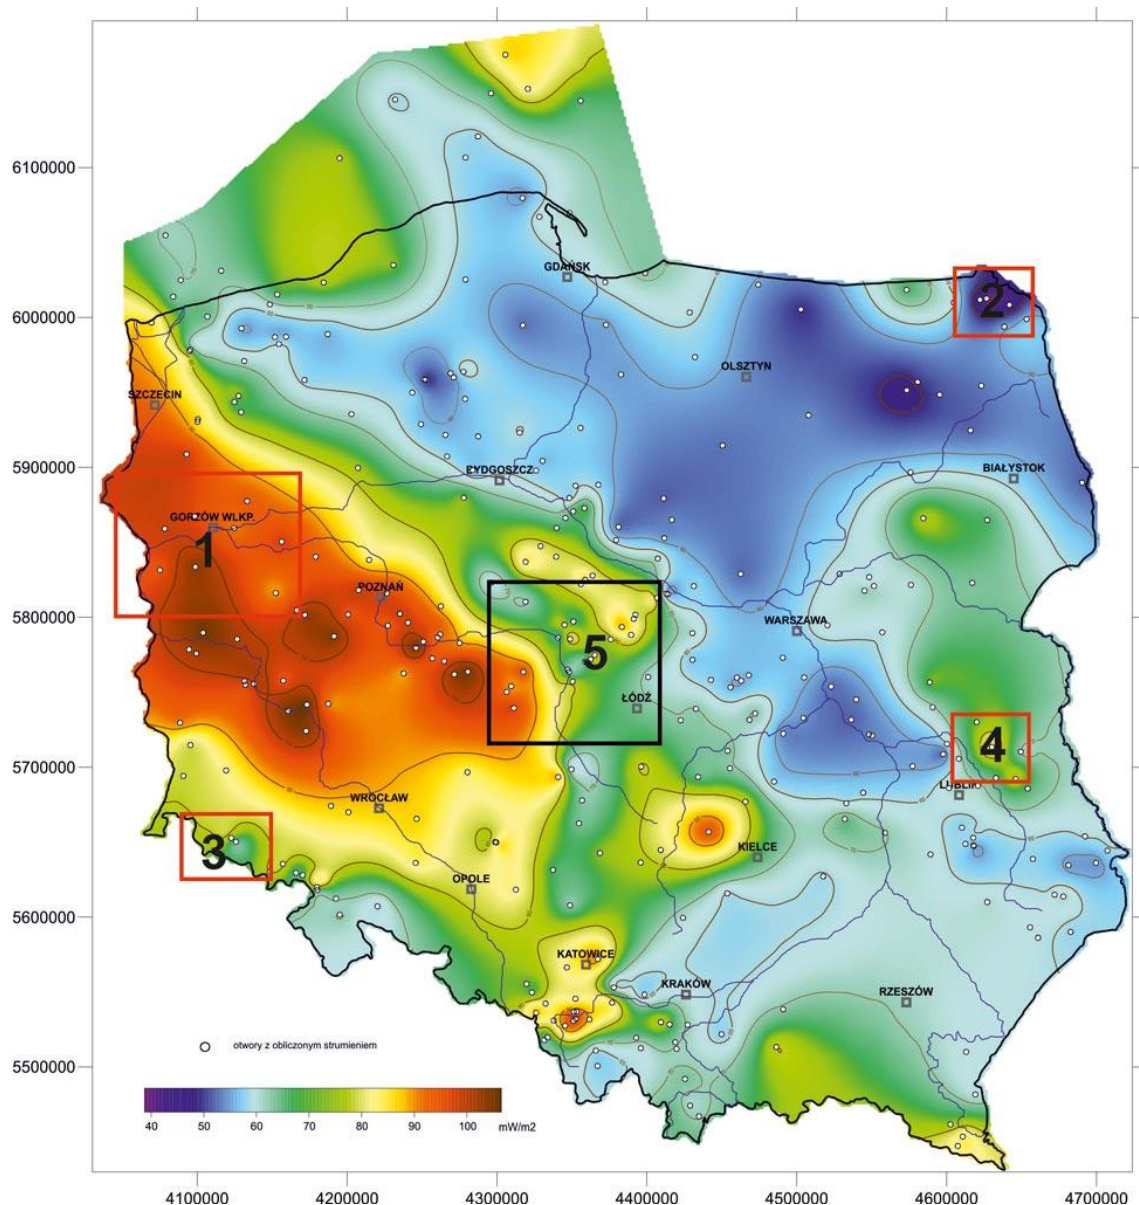 6100000
GDAŃSK
6000000
2
OLSZTYN
SZCZECIN
5900000
BYDGOSZCZ
BIAŁYSTOK
GORZÓW WLKP.
1
POZNAŃ
5800000
WARSZAWA
5
ŁÓDŹ
4
5700000
LUBLIN
WROCŁAW
3
KIELCE
OPOLE
5600000
KATOWICE
KRAKÓW
RZESZÓW
otwory z obliczonym strumieniem
5500000
40 50 60 70 80 90 100 mW/m2
4100000 4200000 4300000 4400000 4500000 4600000 4700000